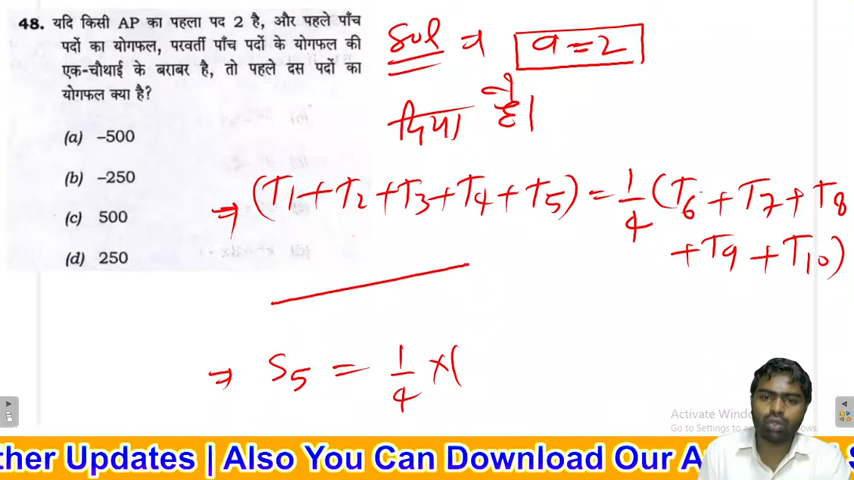 48. यदि किसी AP का पहला पद 2 है, और पहले पाँच
पदों का योगफल, परवर्ती पाँच पदों के योगफल की
एक-चौथाई के बराबर है, तो पहले दस पदों का
योगफल क्या है?
(a) –500
(b) –250
(c) 500
(d) 250
Sol a = 2
दिया है।
⇒ (T1+T2+T3+T4+T5) = 1/4 (T6+T7+T8
+T9+T10)
⇒ S5 = 1/4 ×(
Activate Windo
Go to Settings to a
ther Updates | Also You Can Download Our A